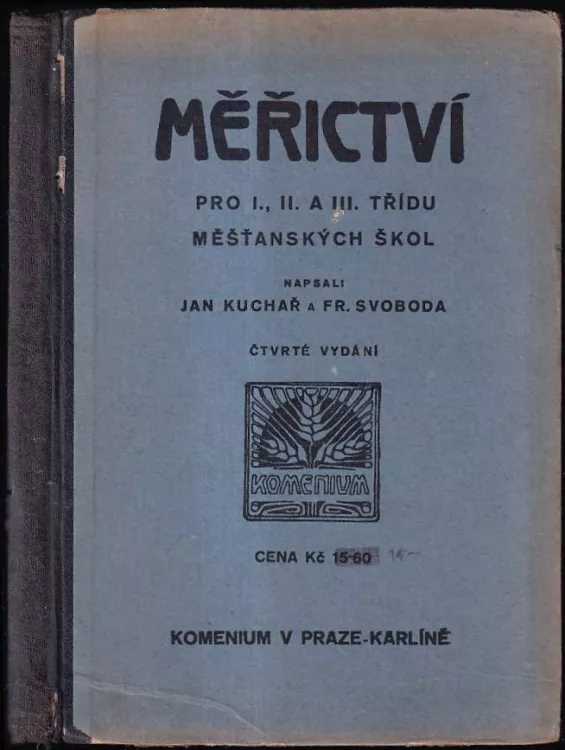 MĚŘICTVÍ
PRO I., II. A III. TŘÍDU
MĚŠŤANSKÝCH ŠKOL
NAPSALI
JAN KUCHAŘ A FR. SVOBODA
ČTVRTÉ VYDÁNÍ
KOMENIUM
CENA Kč 15·60
KOMENIUM V PRAZE-KARLÍNĚ